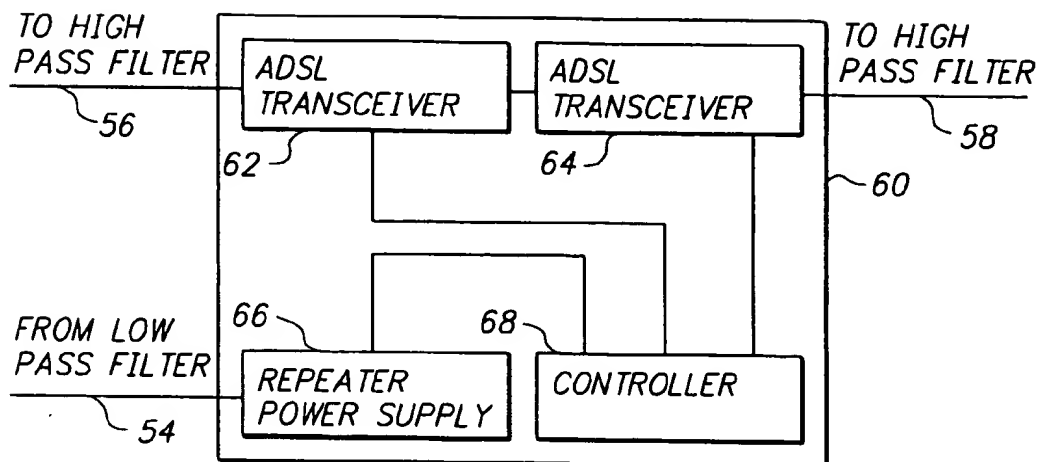 TO HIGH
PASS FILTER
56
ADSL
TRANSCEIVER
62
ADSL
TRANSCEIVER
64
TO HIGH
PASS FILTER
58
60
FROM LOW
PASS FILTER
54
66
REPEATER
POWER SUPPLY
68
CONTROLLER